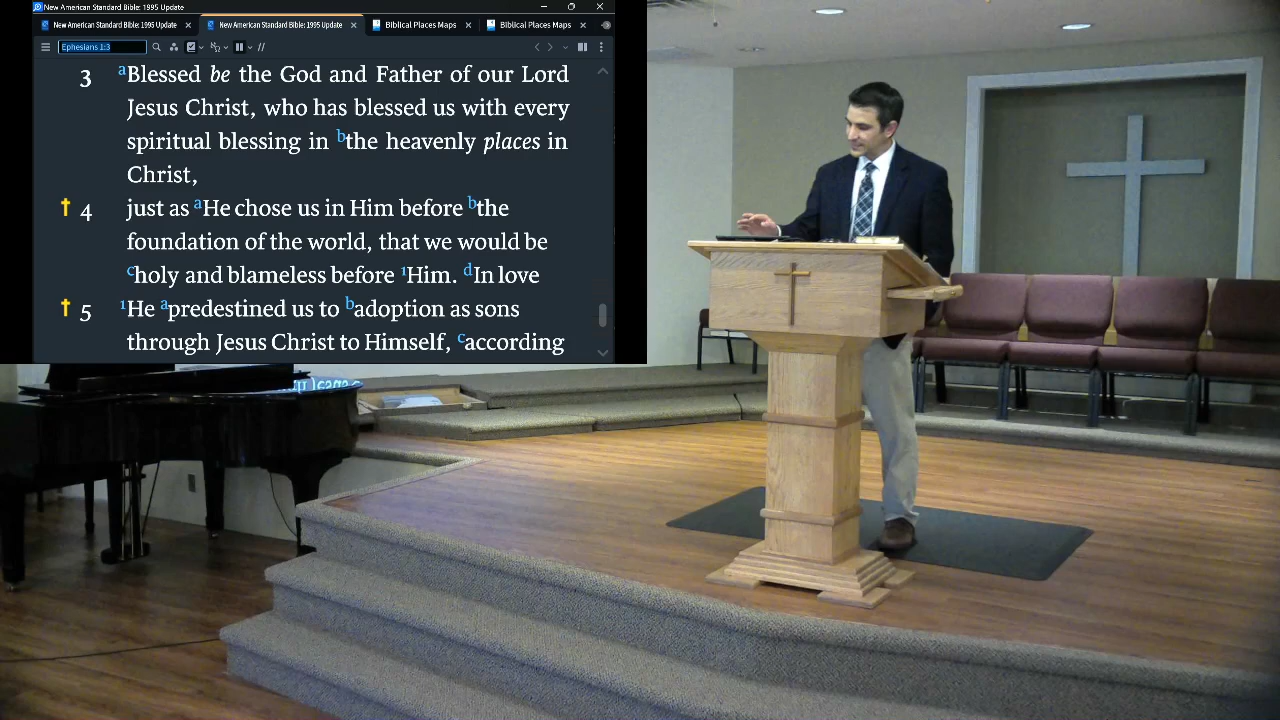 New American Standard Bible: 1995 Update
New American Standard Bible: 1995 Update
New American Standard Bible: 1995 Update
Biblical Places Maps
Biblical Places Maps
Ephesians 1:3
3 aBlessed be the God and Father of our Lord
Jesus Christ, who has blessed us with every
spiritual blessing in bthe heavenly places in
Christ,
† 4 just as aHe chose us in Him before bthe
foundation of the world, that we would be
choly and blameless before 1Him. dIn love
† 5 1He apredestined us to badoption as sons
through Jesus Christ to Himself, caccording